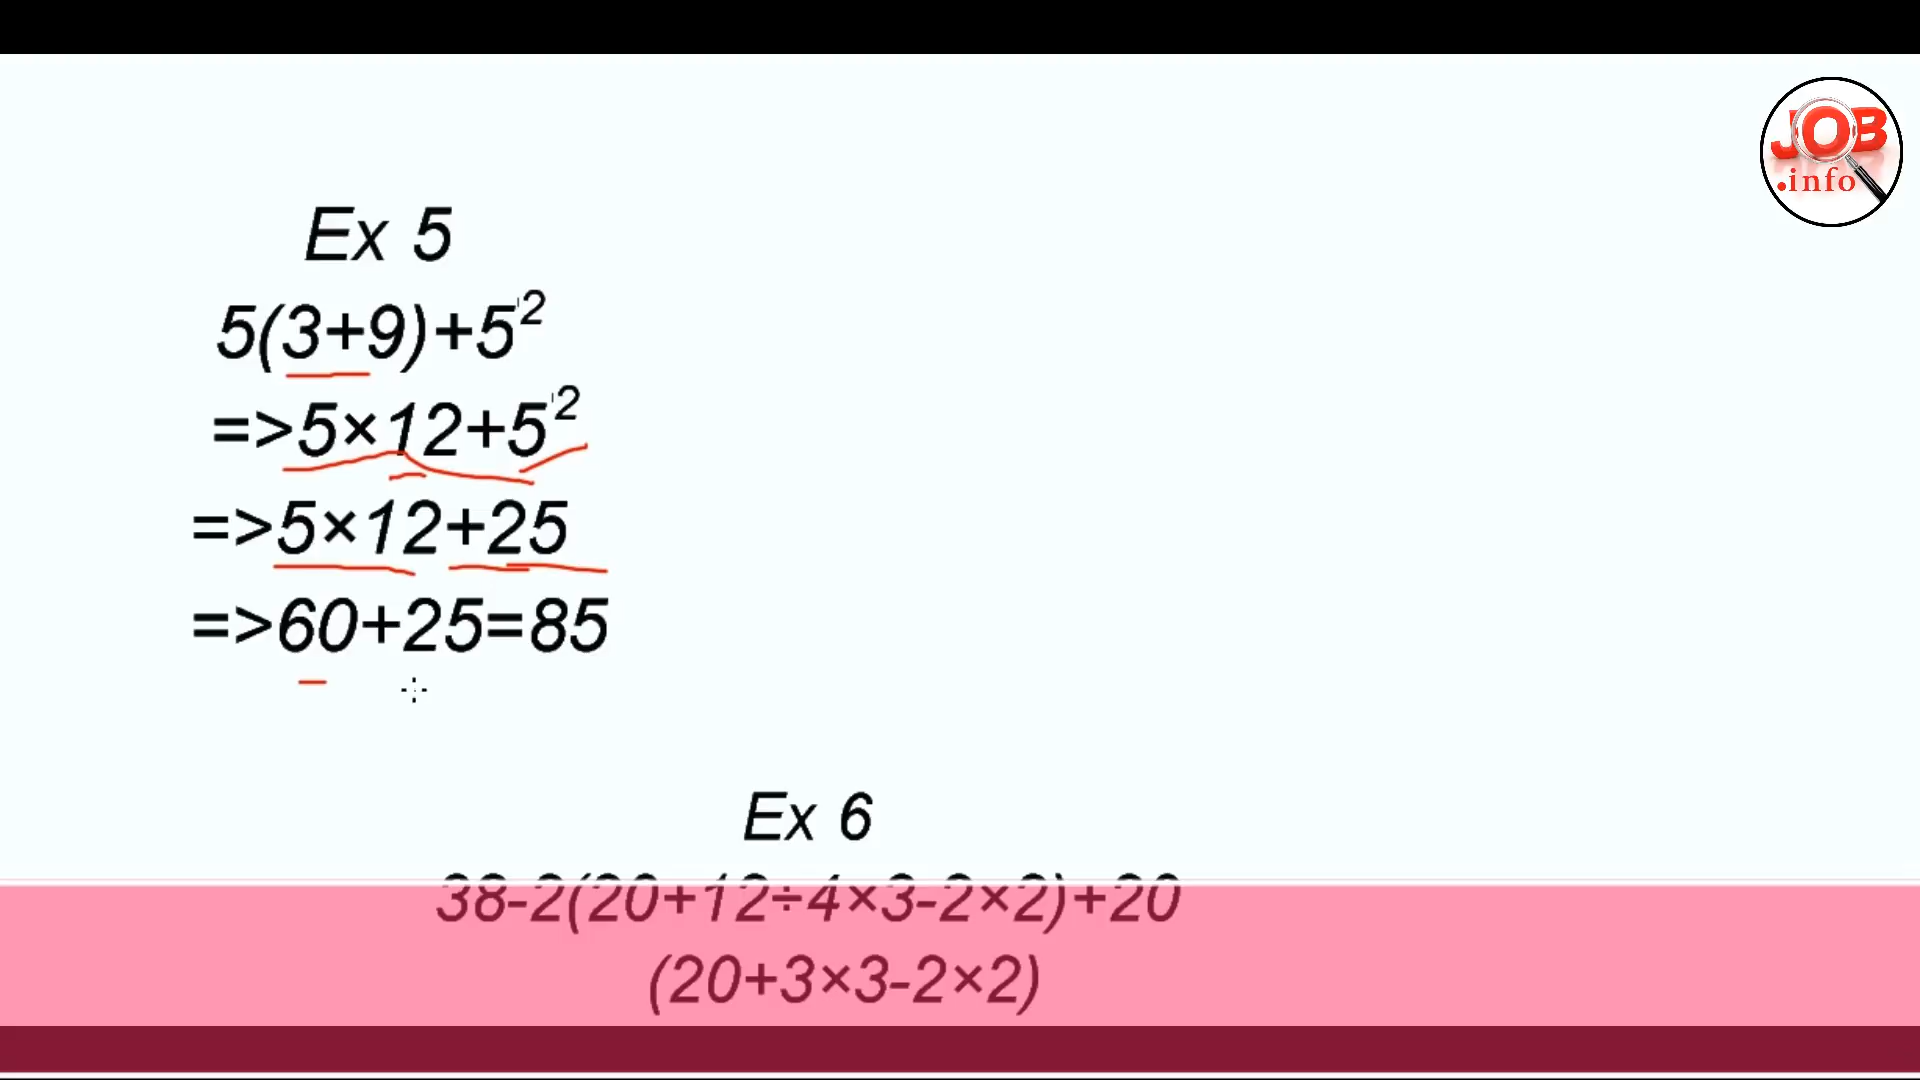 JOB
.info
Ex 5
5(3+9)+5²
=>5×12+5²
=>5×12+25
=>60+25=85
Ex 6
38-2(20+12÷4×3-2×2)+20
(20+3×3-2×2)